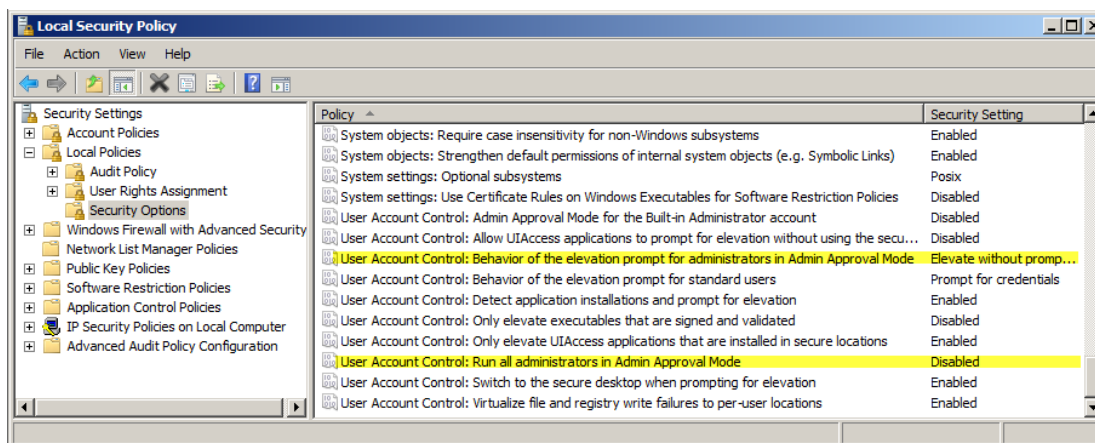 Local Security Policy
File Action View Help
Security Settings
Account Policies
Local Policies
Audit Policy
User Rights Assignment
Security Options
Windows Firewall with Advanced Security
Network List Manager Policies
Public Key Policies
Software Restriction Policies
Application Control Policies
IP Security Policies on Local Computer
Advanced Audit Policy Configuration
Policy Security Setting
System objects: Require case insensitivity for non-Windows subsystems Enabled
System objects: Strengthen default permissions of internal system objects (e.g. Symbolic Links) Enabled
System settings: Optional subsystems Posix
System settings: Use Certificate Rules on Windows Executables for Software Restriction Policies Disabled
User Account Control: Admin Approval Mode for the Built-in Administrator account Disabled
User Account Control: Allow UIAccess applications to prompt for elevation without using the secu... Disabled
User Account Control: Behavior of the elevation prompt for administrators in Admin Approval Mode Elevate without promp...
User Account Control: Behavior of the elevation prompt for standard users Prompt for credentials
User Account Control: Detect application installations and prompt for elevation Enabled
User Account Control: Only elevate executables that are signed and validated Disabled
User Account Control: Only elevate UIAccess applications that are installed in secure locations Enabled
User Account Control: Run all administrators in Admin Approval Mode Disabled
User Account Control: Switch to the secure desktop when prompting for elevation Enabled
User Account Control: Virtualize file and registry write failures to per-user locations Enabled